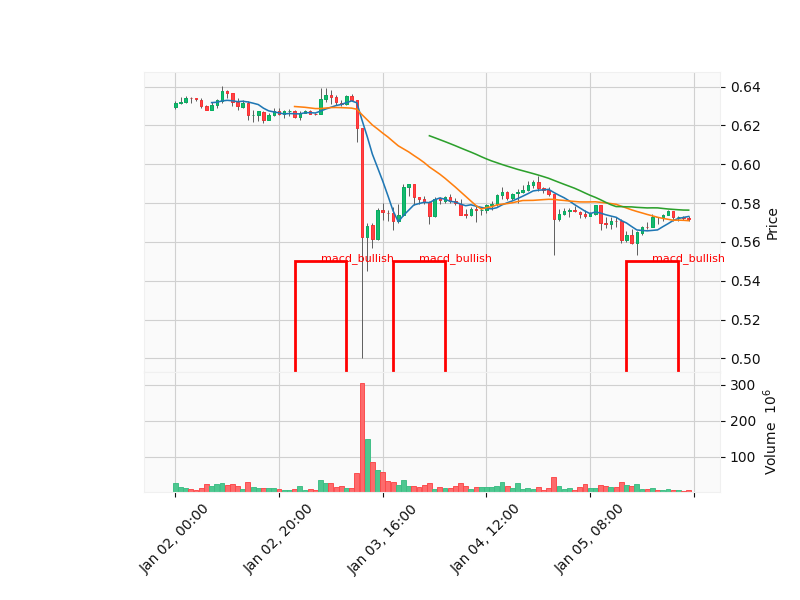 0.64
0.62
0.60
0.58
0.56
0.54
0.52
0.50
Price
macd_bullish
macd_bullish
macd_bullish
300
200
100
Volume 10^6
Jan 02, 00:00
Jan 02, 20:00
Jan 03, 16:00
Jan 04, 12:00
Jan 05, 08:00